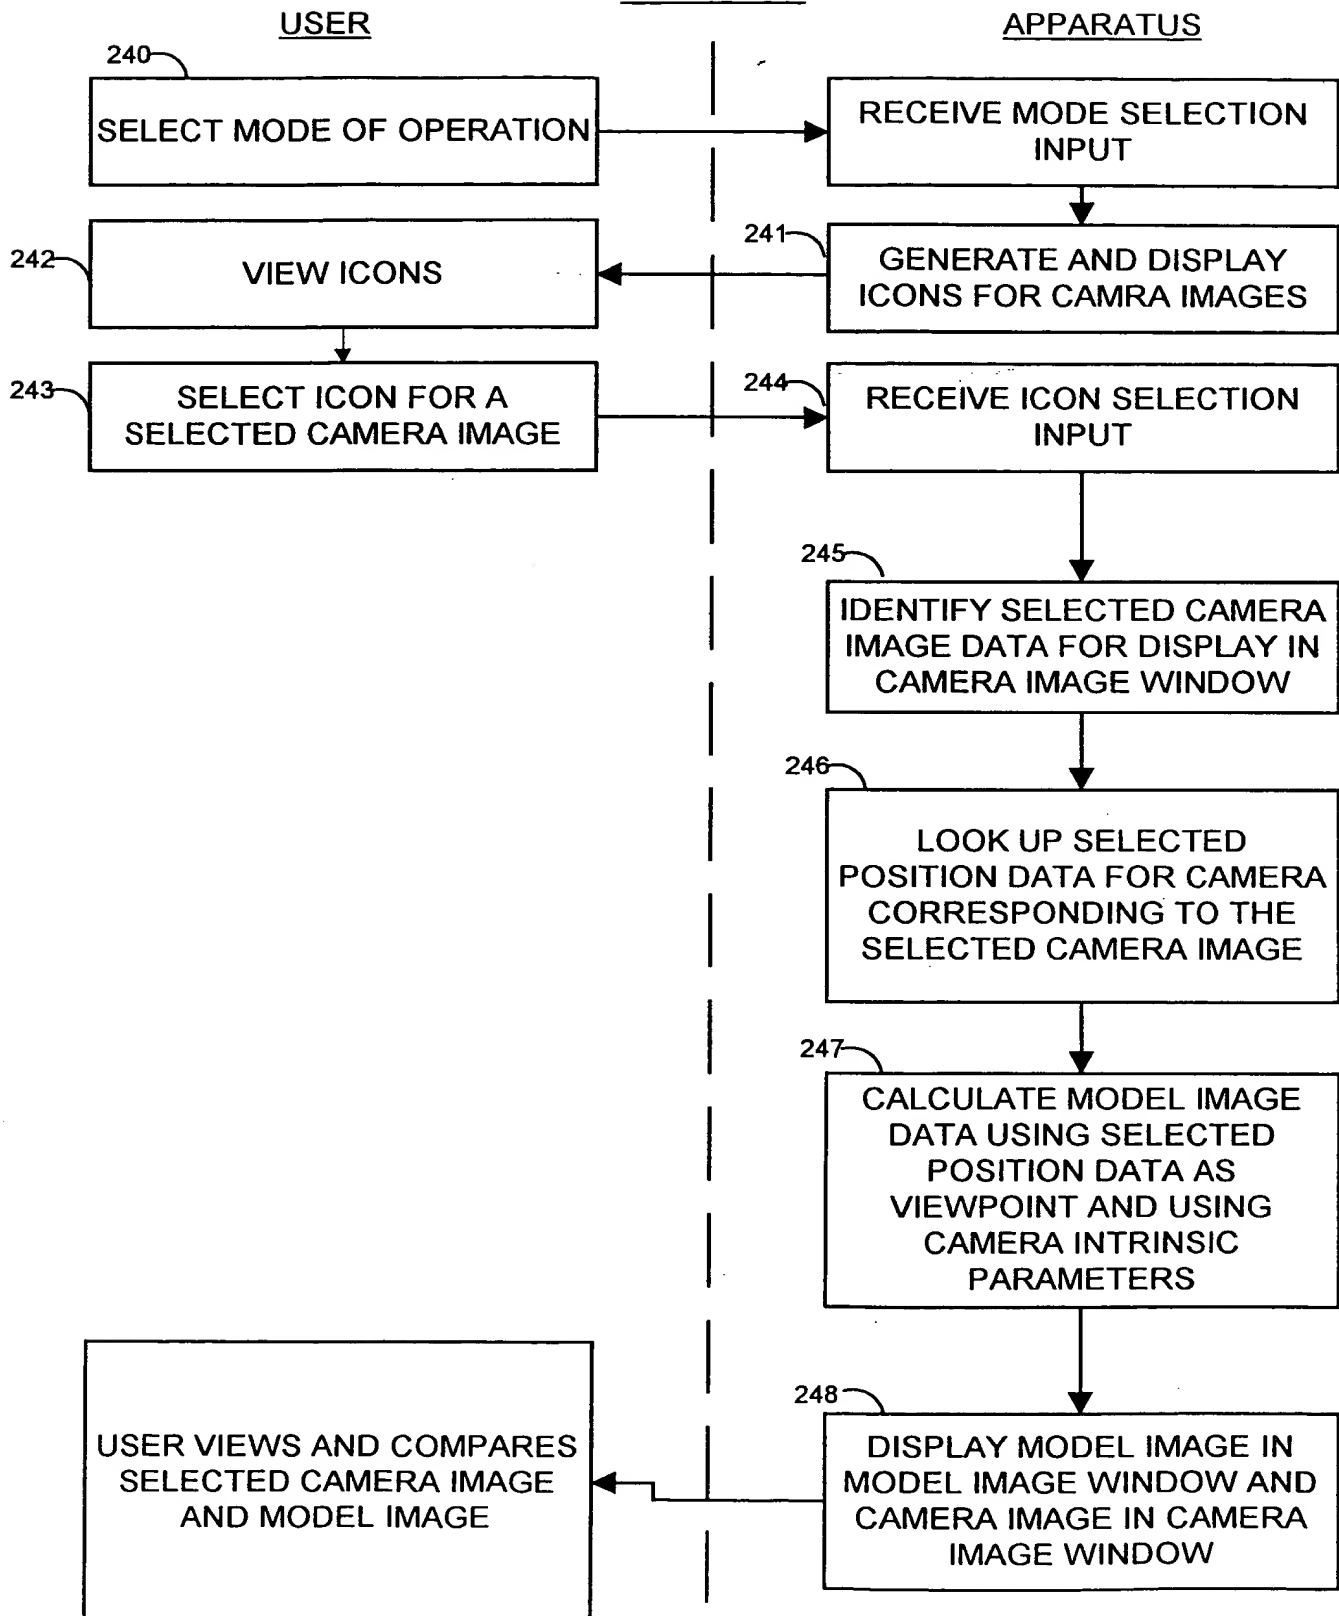 USER
APPARATUS
240
SELECT MODE OF OPERATION
RECEIVE MODE SELECTION
INPUT
241
GENERATE AND DISPLAY
ICONS FOR CAMRA IMAGES
242
VIEW ICONS
243
SELECT ICON FOR A
SELECTED CAMERA IMAGE
244
RECEIVE ICON SELECTION
INPUT
245
IDENTIFY SELECTED CAMERA
IMAGE DATA FOR DISPLAY IN
CAMERA IMAGE WINDOW
246
LOOK UP SELECTED
POSITION DATA FOR CAMERA
CORRESPONDING TO THE
SELECTED CAMERA IMAGE
247
CALCULATE MODEL IMAGE
DATA USING SELECTED
POSITION DATA AS
VIEWPOINT AND USING
CAMERA INTRINSIC
PARAMETERS
248
DISPLAY MODEL IMAGE IN
MODEL IMAGE WINDOW AND
CAMERA IMAGE IN CAMERA
IMAGE WINDOW
USER VIEWS AND COMPARES
SELECTED CAMERA IMAGE
AND MODEL IMAGE